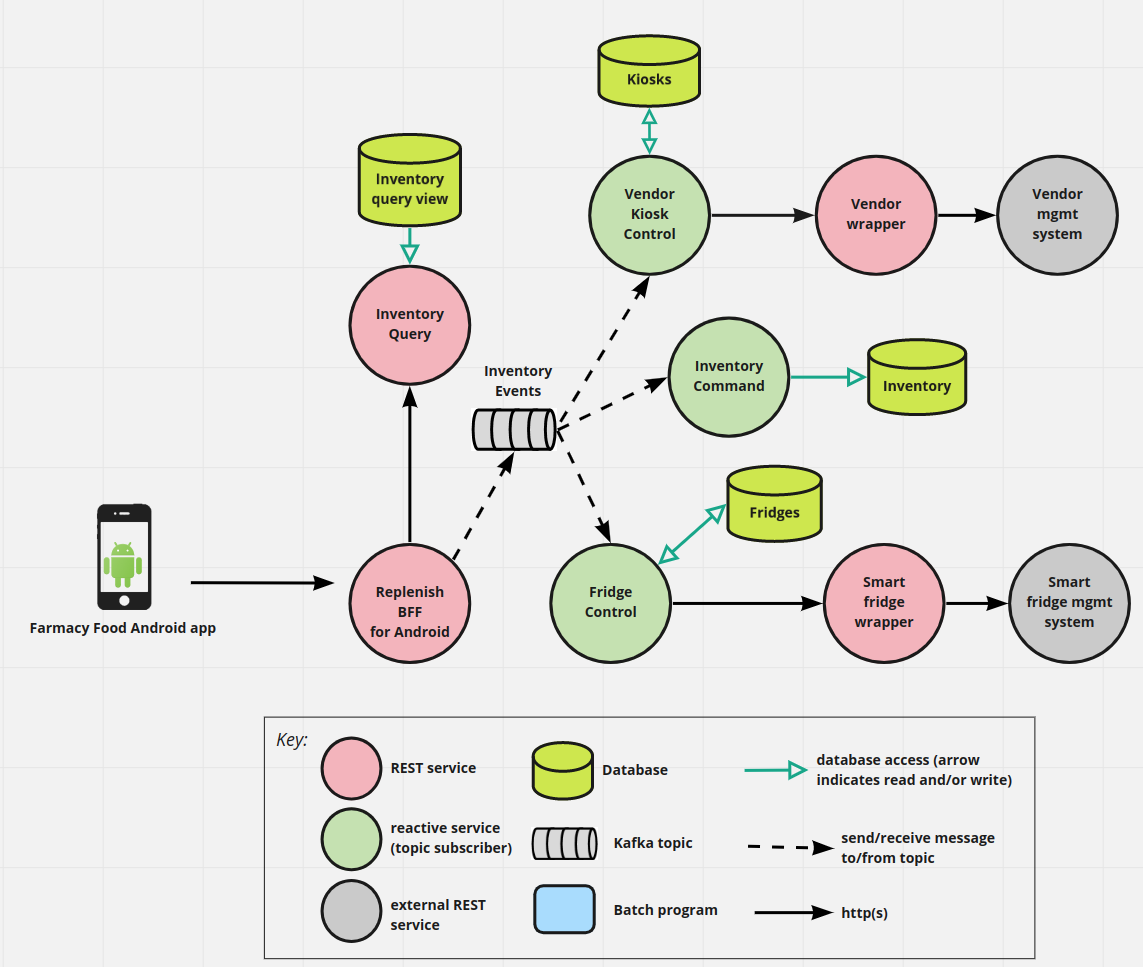 Kiosks
Inventory
query view
Vendor
Kiosk
Control
Vendor
wrapper
Vendor
mgmt
system
Inventory
Query
Inventory
Events
Inventory
Command
Inventory
Fridges
Farmacy Food Android app
Replenish
BFF
for Android
Fridge
Control
Smart
fridge
wrapper
Smart
fridge mgmt
system
Key:
REST service
Database
database access (arrow
indicates read and/or write)
reactive service
(topic subscriber)
Kafka topic
send/receive message
to/from topic
external REST
service
Batch program
http(s)